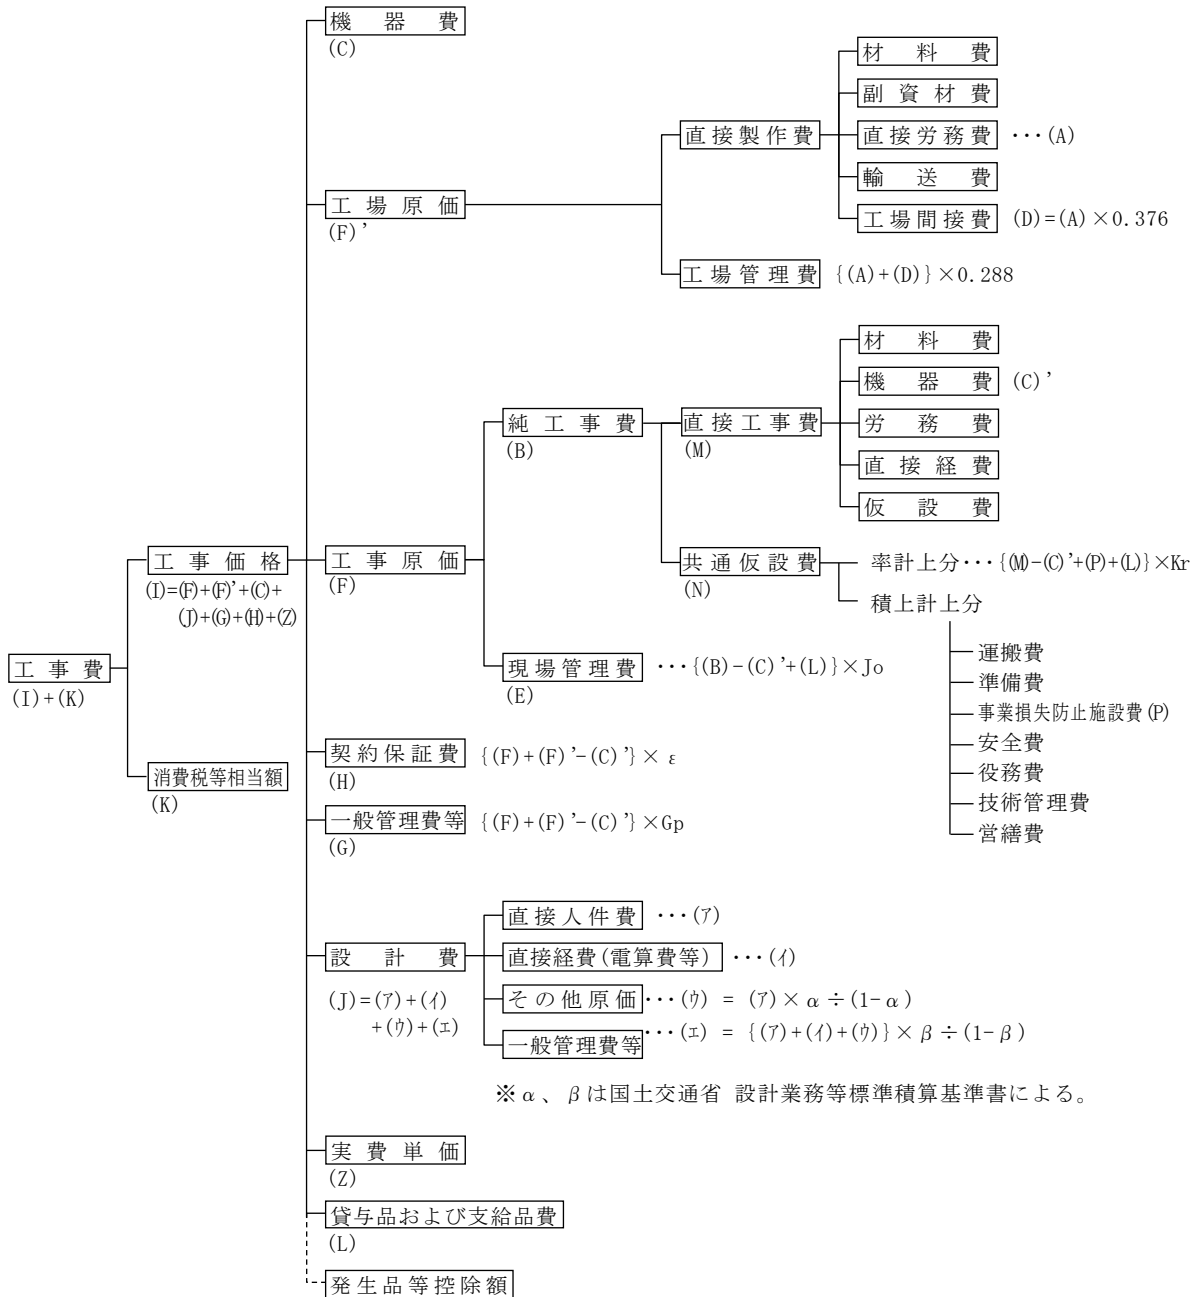 機器費
(C)
材料費
副資材費
直接製作費
直接労務費 ・・・(A)
輸送費
工場原価
(F)’
工場間接費 (D)=(A)×0.376
工場管理費 {(A)+(D)}×0.288
材料費
機器費 (C)’
純工事費
(B)
直接工事費
(M)
労務費
直接経費
仮設費
工事価格
(I)=(F)+(F)’+(C)+
(J)+(G)+(H)+(Z)
工事原価
(F)
共通仮設費
(N)
率計上分・・・{(M)-(C)’+(P)+(L)}×Kr
積上計上分
工事費
(I)+(K)
現場管理費 ・・・{(B)-(C)’+(L)}×Jo
(E)
運搬費
準備費
事業損失防止施設費(P)
安全費
役務費
技術管理費
営繕費
契約保証費 {(F)+(F)’-(C)’}×ε
(H)
消費税等相当額
(K)
一般管理費等 {(F)+(F)’-(C)’}×Gp
(G)
直接人件費 ・・・(ア)
設計費
(J)=(ア)+(イ)
+(ウ)+(エ)
直接経費(電算費等) ・・・(イ)
その他原価・・・(ウ) = (ア)×α÷(1-α)
一般管理費等・・・(エ) = {(ア)+(イ)+(ウ)}×β÷(1-β)
※α、βは国土交通省 設計業務等標準積算基準書による。
実費単価
(Z)
貸与品および支給品費
(L)
発生品等控除額